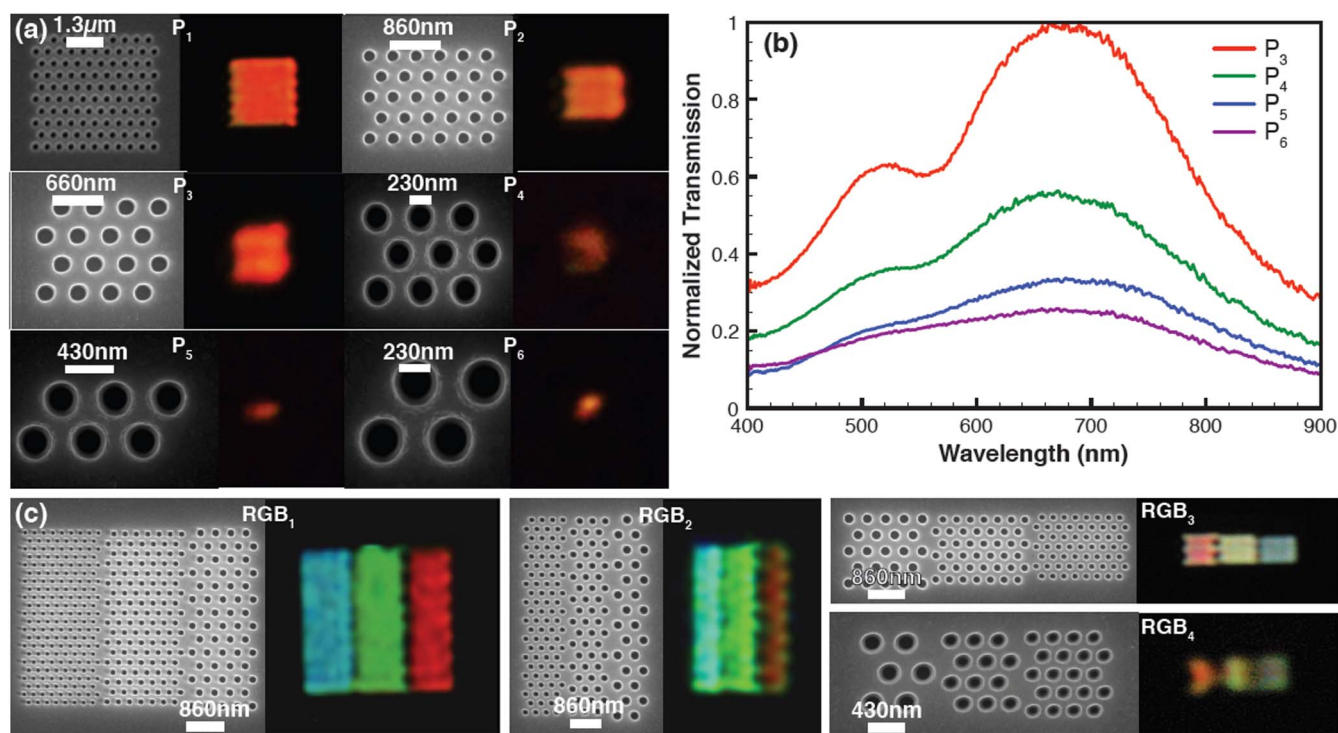 (a)
1.3µm
P1
860nm
P2
660nm
P3
230nm
P4
430nm
P5
230nm
P6
(b)
P3
P4
P5
P6
Normalized Transmission
1
0.8
0.6
0.4
0.2
0
400 500 600 700 800 900
Wavelength (nm)
(c)
RGB1
860nm
RGB2
860nm
RGB3
860nm
RGB4
430nm